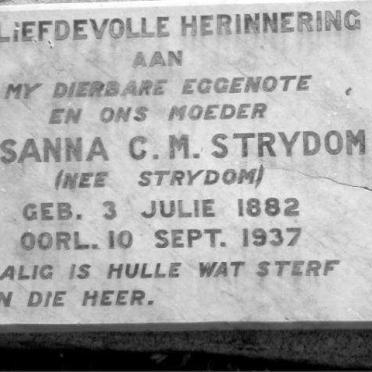 LIEFDEVOLLE HERINNERING
AAN
MY DIERBARE EGGENOTE
EN ONS MOEDER
SANNA C. M. STRYDOM
(NEE STRYDOM)
GEB. 3 JULIE 1882
OORL. 10 SEPT. 1937
ALIG IS HULLE WAT STERF
N DIE HEER.